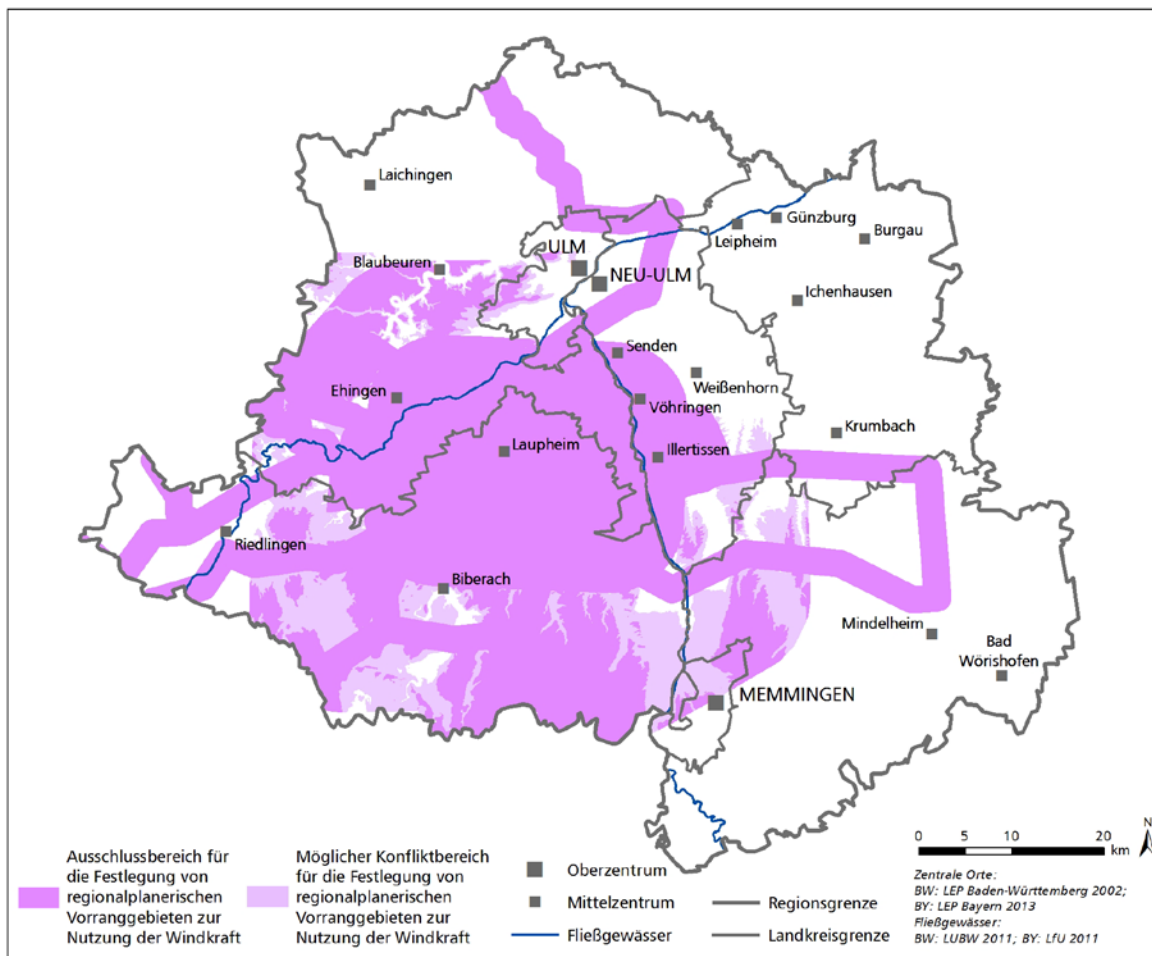 Laichingen
Günzburg
Leipheim
Burgau
ULM
Blaubeuren
NEU-ULM
Ichenhausen
Senden
Weißenhorn
Ehingen
Vöhringen
Krumbach
Laupheim
Illertissen
Riedlingen
Biberach
Mindelheim
Bad
Wörishofen
MEMMINGEN
Ausschlussbereich für
die Festlegung von
regionalplanerischen
Vorranggebieten zur
Nutzung der Windkraft
Möglicher Konfliktbereich
für die Festlegung von
regionalplanerischen
Vorranggebieten zur
Nutzung der Windkraft
Oberzentrum
Mittelzentrum
Fließgewässer
Regionsgrenze
Landkreisgrenze
0 5 10 20
km
N
Zentrale Orte:
BW: LEP Baden-Württemberg 2002;
BY: LEP Bayern 2013
Fließgewässer:
BW: LUBW 2011; BY: LfU 2011